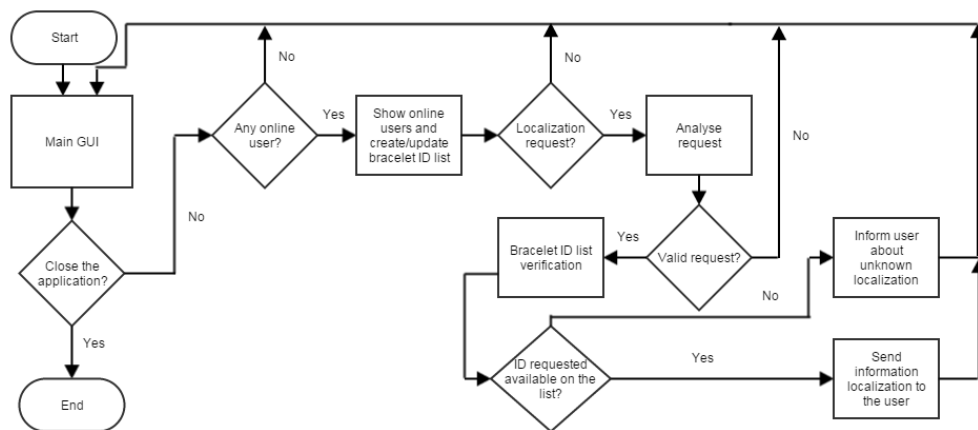 Start
No
No
Main GUI
Any online
user?
Yes
Show online
users and
create/update
bracelet ID list
Localization
request?
Yes
Analyse
request
No
No
Close the
application?
Yes
End
Bracelet ID list
verification
Yes
Valid request?
No
Inform user
about
unknown
localization
ID requested
available on the
list?
Yes
Send
information
localization to
the user